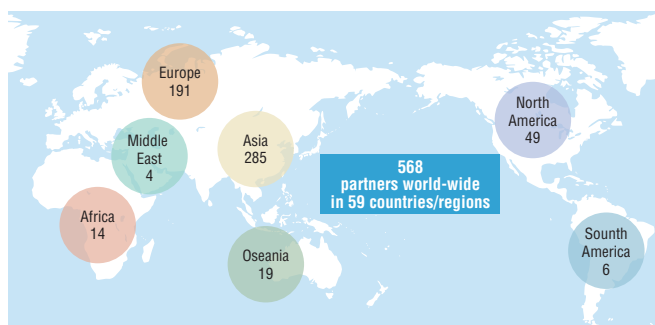 Europe
191
Middle
East
4
Asia
285
Africa
14
Oseania
19
568
partners world-wide
in 59 countries/regions
North
America
49
Sounth
America
6